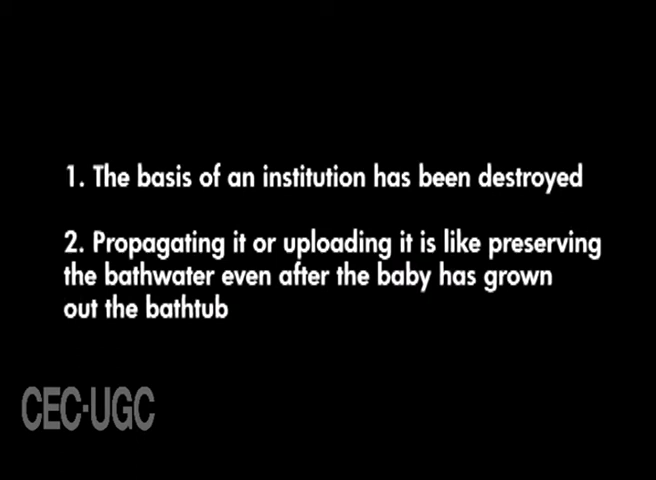 1. The basis of an institution has been destroyed
2. Propagating it or uploading it is like preserving
the bathwater even after the baby has grown
out the bathtub
CEC-UGC